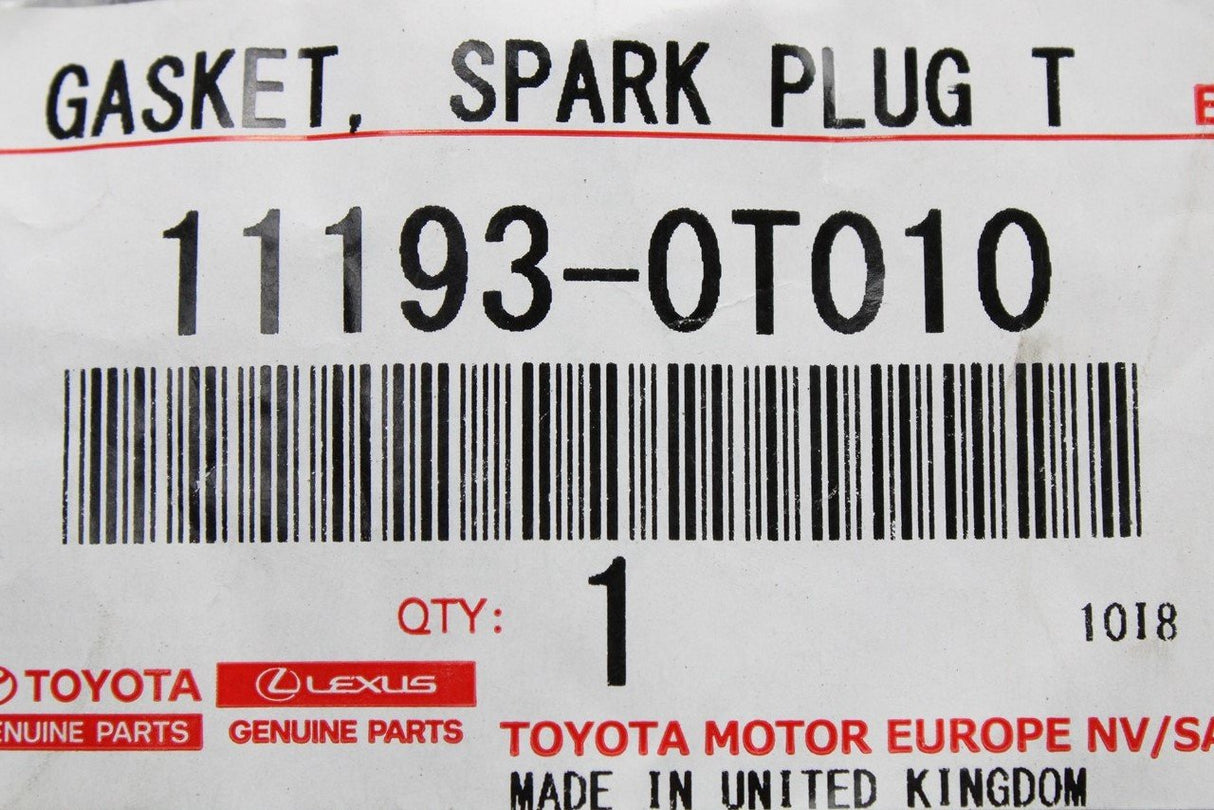 GASKET, SPARK PLUG T
11193-0T010
QTY: 1
10I8
TOYOTA
GENUINE PARTS
LEXUS
GENUINE PARTS
TOYOTA MOTOR EUROPE NV/SA
MADE IN UNITED KINGDOM